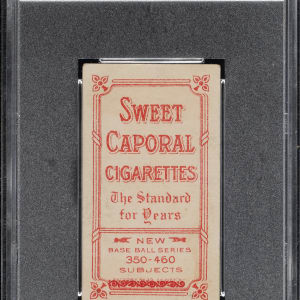 SWEET
CAPORAL
CIGARETTES
The Standard
for Years
NEW
BASE BALL SERIES
350-460
SUBJECTS